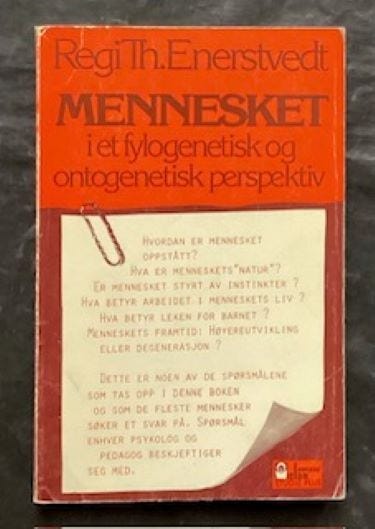 Regi Th. Enerstvedt
MENNESKET
i et fylogenetisk og
ontogenetisk perspektiv
HVORDAN ER MENNESKET
OPPSTÅTT?
HVA ER MENNESKETS "NATUR"?
ER MENNESKET STYRT AV INSTINKTER?
HVA BETYR ARBEIDET I MENNESKETS LIV?
HVA BETYR LEKEN FOR BARNET?
MENNESKETS FRAMTID: HØYEREUTVIKLING
ELLER DEGENERASJON?
DETTE ER NOEN AV DE SPØRSMÅLENE
SOM TAS OPP I DENNE BOKEN
OG SOM DE FLESTE MENNESKER
SØKER ET SVAR PÅ. SPØRSMÅL
ENHVER PSYKOLOG OG
PEDAGOG BESKJEFTIGER
SEG MED.